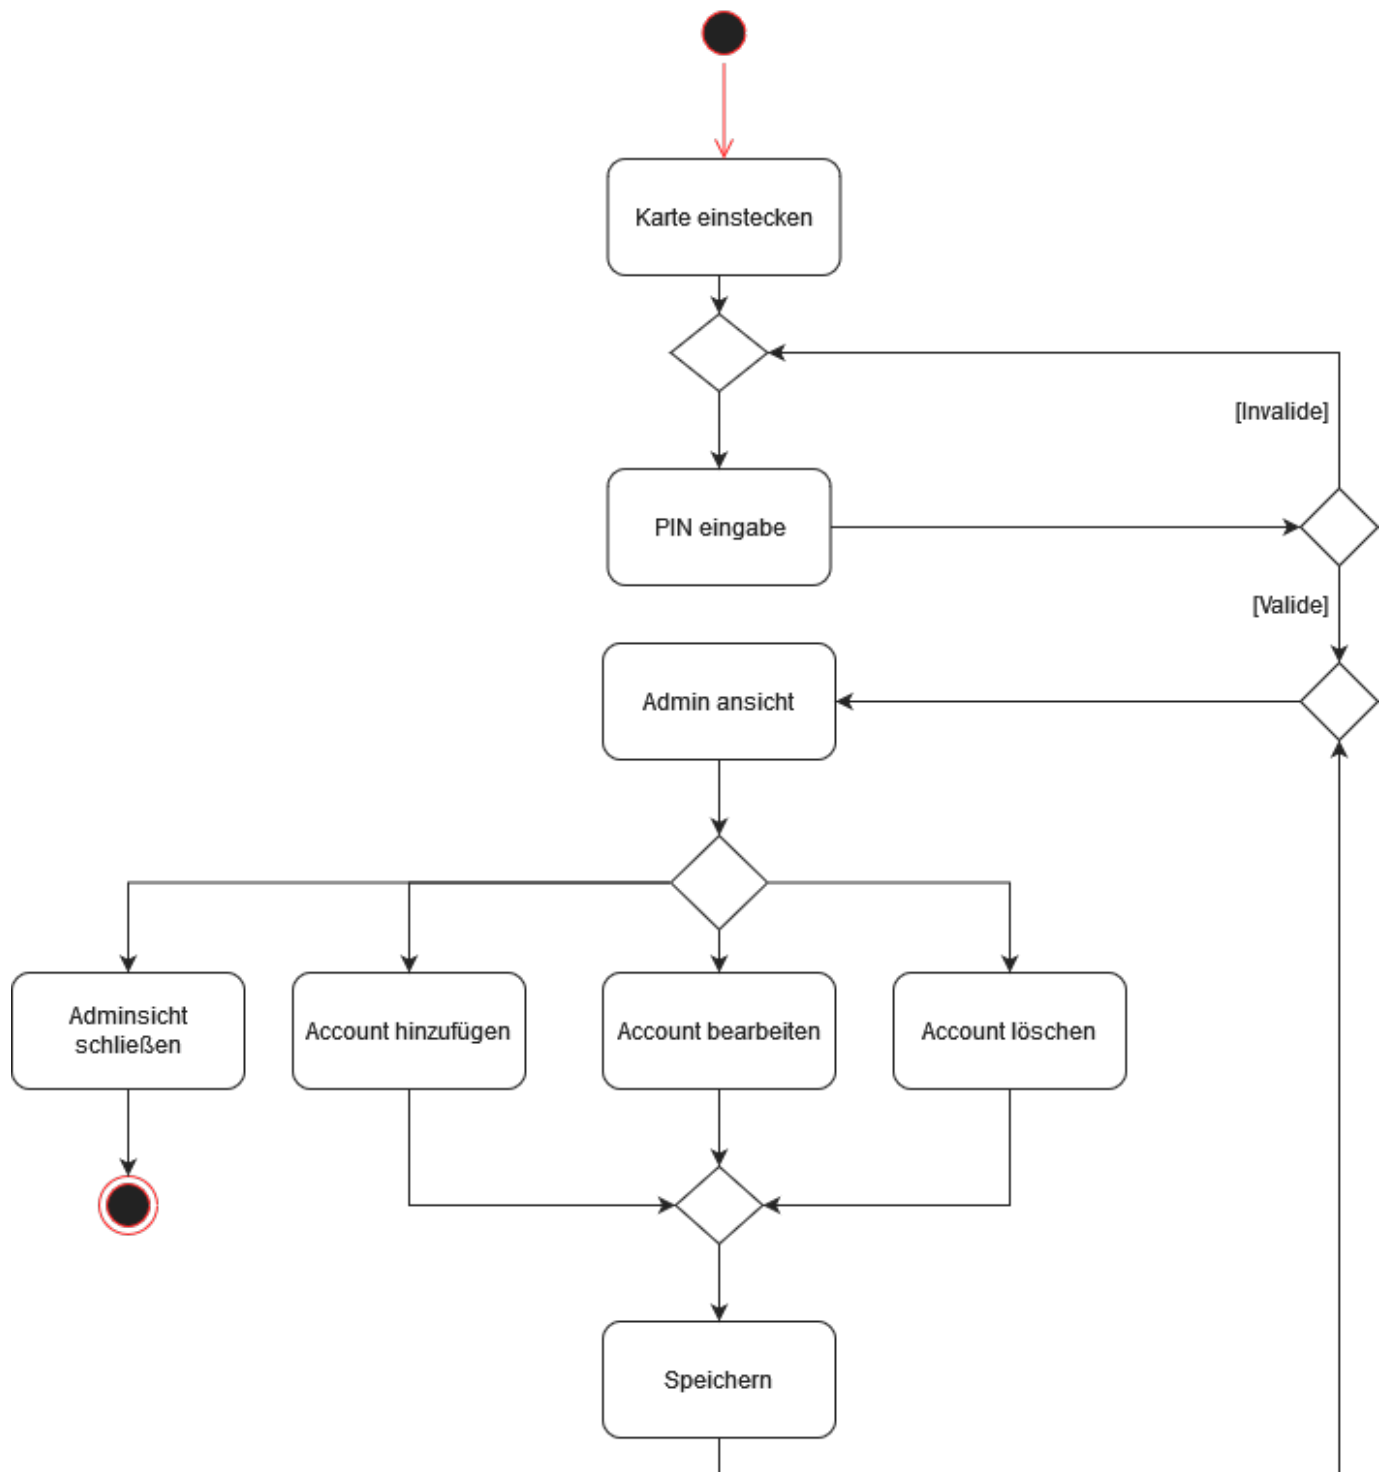 Karte einstecken
[Invalide]
PIN eingabe
[Valide]
Admin ansicht
Adminsicht
schließen
Account hinzufügen
Account bearbeiten
Account löschen
Speichern